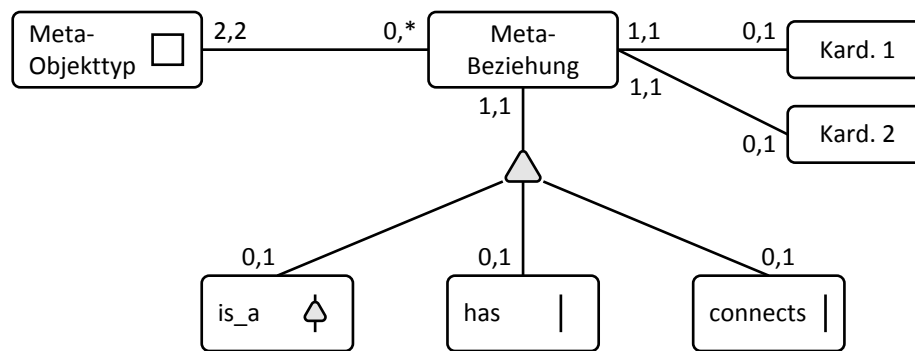 Meta-
Objekttyp
2,2
0,*
Meta-
Beziehung
1,1
0,1
Kard. 1
1,1
0,1
Kard. 2
1,1
0,1
0,1
0,1
is_a
has
connects